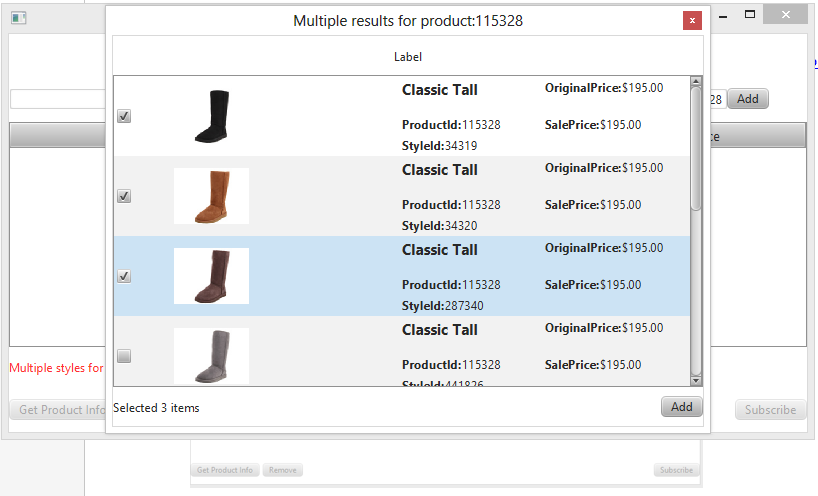 Multiple results for product:115328
x
Label
Classic Tall
OriginalPrice:$195.00
ProductId:115328
SalePrice:$195.00
StyleId:34319
Classic Tall
OriginalPrice:$195.00
ProductId:115328
SalePrice:$195.00
StyleId:34320
Classic Tall
OriginalPrice:$195.00
ProductId:115328
SalePrice:$195.00
StyleId:287340
Classic Tall
OriginalPrice:$195.00
ProductId:115328
SalePrice:$195.00
StyleId:441826
Selected 3 items
Add
28
Add
ce
Multiple styles for
Get Product Info
Subscribe
Get Product Info
Remove
Subscribe